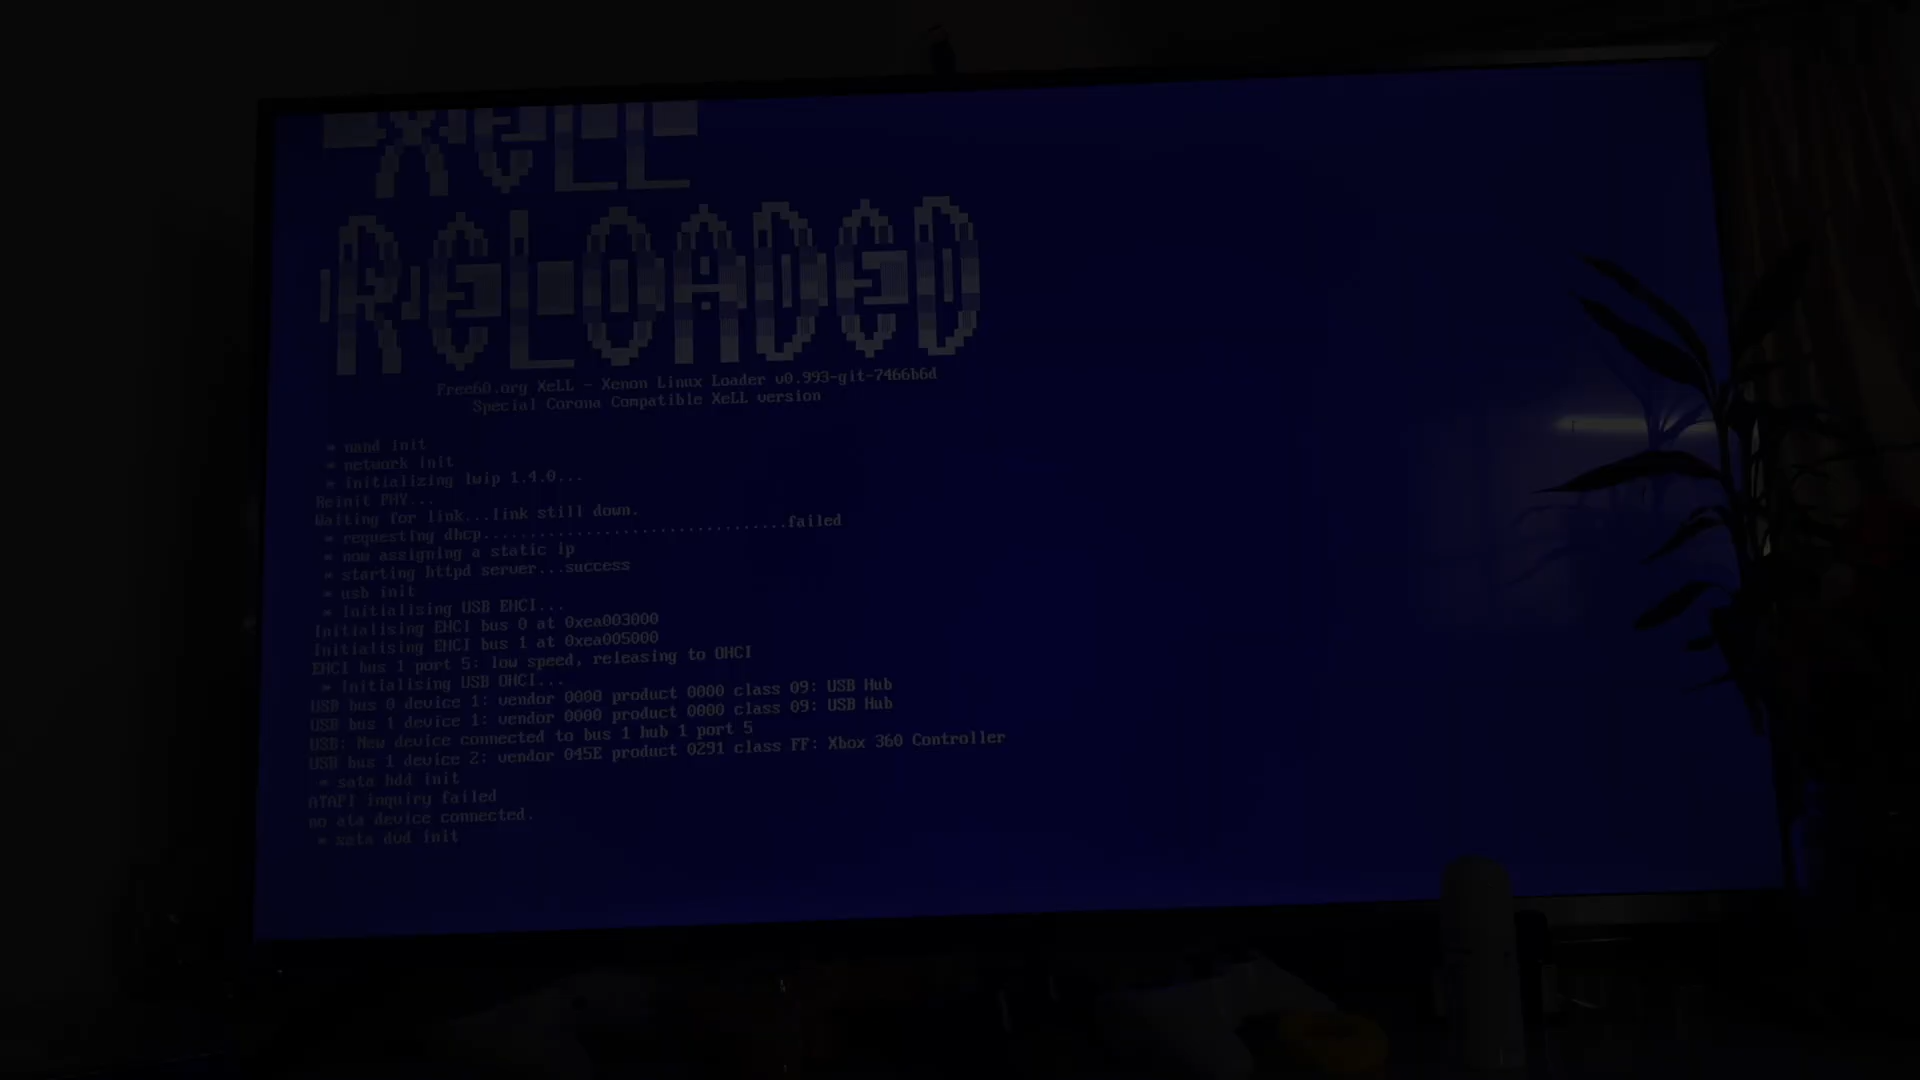 XeLL
RELOADED
Free60.org XeLL - Xenon Linux Loader v0.993-git-7466b6d
Special Corona Compatible XeLL version
* nand init
* network init
* initializing lwip 1.4.0...
Reinit PHY...
Waiting for link...link still down.
* requesting dhcp..................................failed
* now assigning a static ip
* starting httpd server...success
* usb init
* Initialising USB EHCI...
Initialising EHCI bus 0 at 0xea003000
Initialising EHCI bus 1 at 0xea005000
EHCI bus 1 port 5: low speed, releasing to OHCI
* Initialising USB OHCI...
USB bus 0 device 1: vendor 0000 product 0000 class 09: USB Hub
USB bus 1 device 1: vendor 0000 product 0000 class 09: USB Hub
USB: New device connected to bus 1 hub 1 port 5
USB bus 1 device 2: vendor 045E product 0291 class FF: Xbox 360 Controller
* sata hdd init
ATAPI inquiry failed
no ata device connected.
* sata dvd init